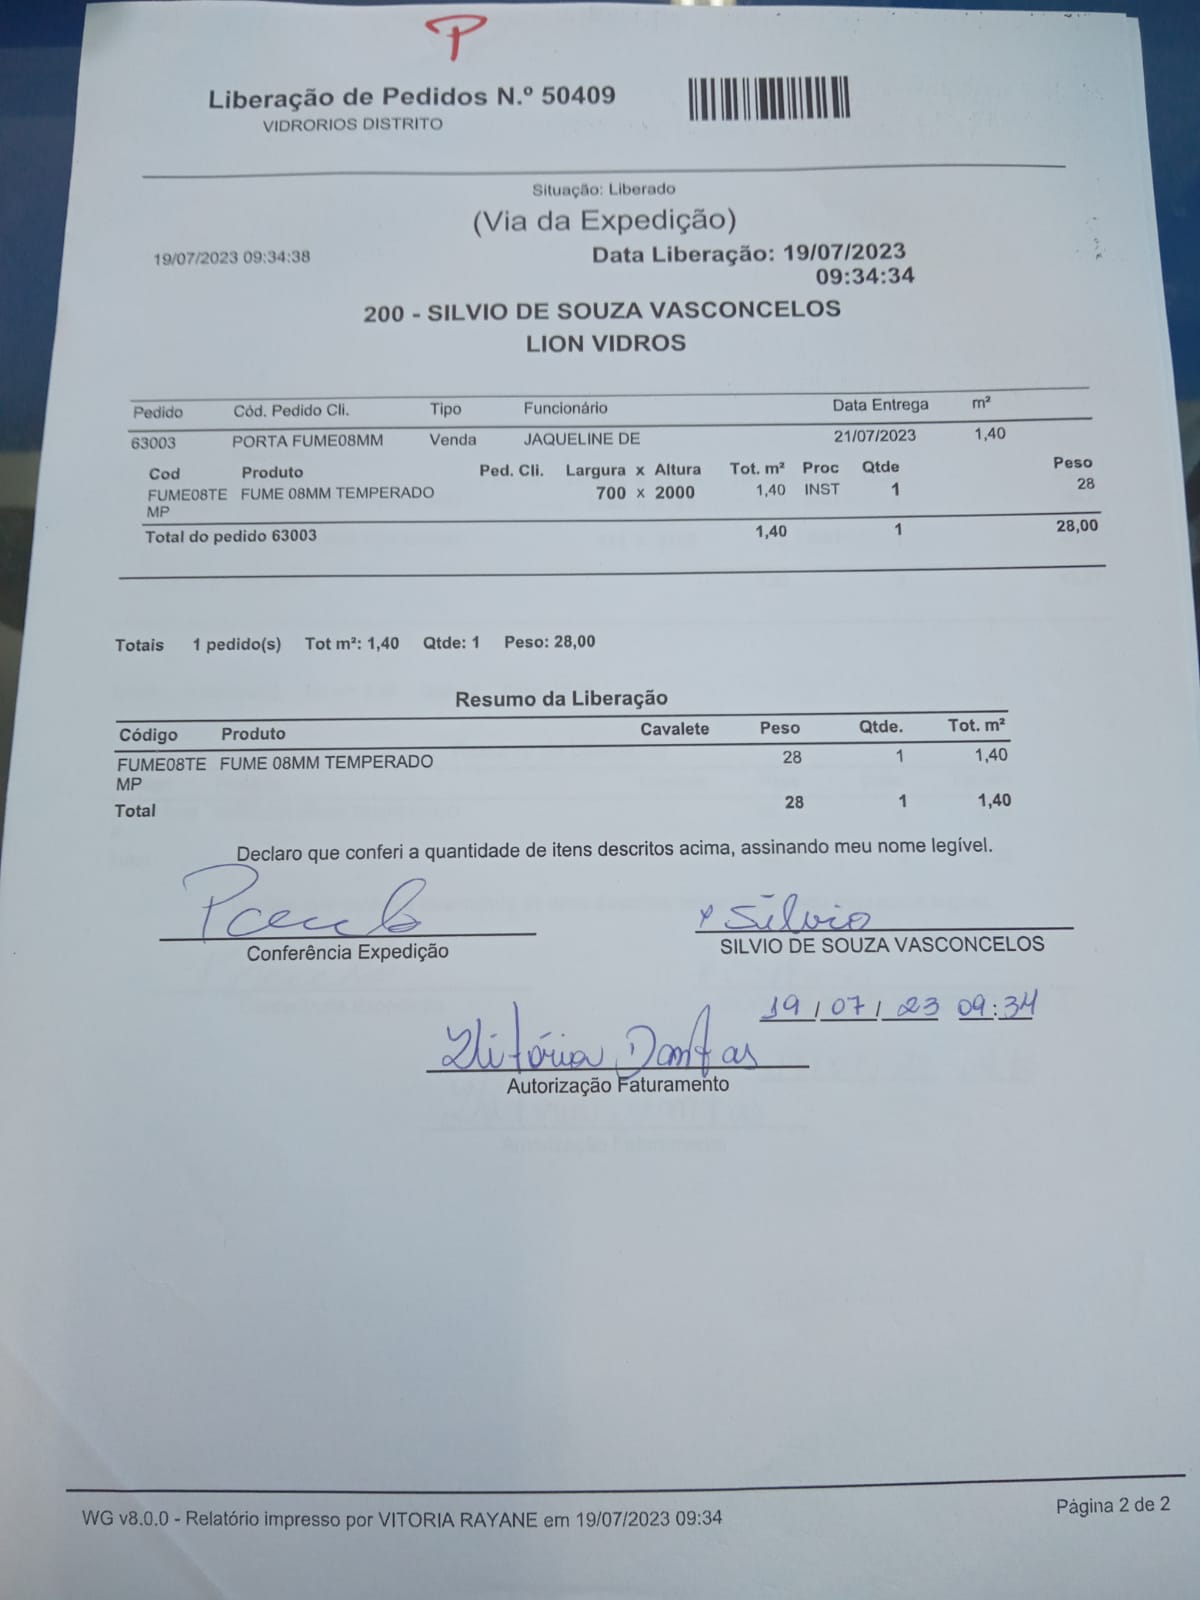 P
Liberação de Pedidos N.º 50409
VIDRORIOS DISTRITO
Situação: Liberado
(Via da Expedição)
19/07/2023 09:34:38 Data Liberação: 19/07/2023
09:34:34
200 - SILVIO DE SOUZA VASCONCELOS
LION VIDROS
Pedido Cód. Pedido Cli. Tipo Funcionário Data Entrega m²
63003 PORTA FUME08MM Venda JAQUELINE DE 21/07/2023 1,40
Cod Produto Ped. Cli. Largura x Altura Tot. m² Proc Qtde Peso
FUME08TE FUME 08MM TEMPERADO 700 x 2000 1,40 INST 1 28
MP
Total do pedido 63003 1,40 1 28,00
Totais 1 pedido(s) Tot m²: 1,40 Qtde: 1 Peso: 28,00
Resumo da Liberação
Código Produto Cavalete Peso Qtde. Tot. m²
FUME08TE FUME 08MM TEMPERADO 28 1 1,40
MP
Total 28 1 1,40
Declaro que conferi a quantidade de itens descritos acima, assinando meu nome legível.
x Silvio
Conferência Expedição SILVIO DE SOUZA VASCONCELOS
19/07/23 09:34
Vitória Dantas
Autorização Faturamento
WG v8.0.0 - Relatório impresso por VITORIA RAYANE em 19/07/2023 09:34 Página 2 de 2